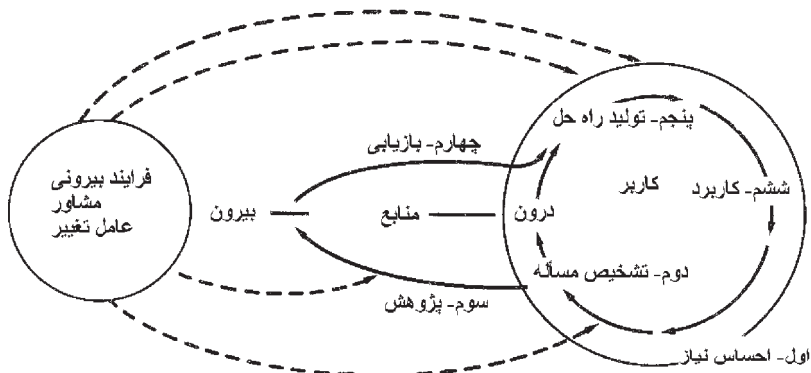 پنجم- تولید راه حل
چهارم- بازیابی
فرایند بیرونی
مشاور
عامل تغییر
کاربر
ششم- کاربرد
درون
منابع
بیرون
دوم- تشخیص مسأله
سوم- پژوهش
اول- احساس نیاز